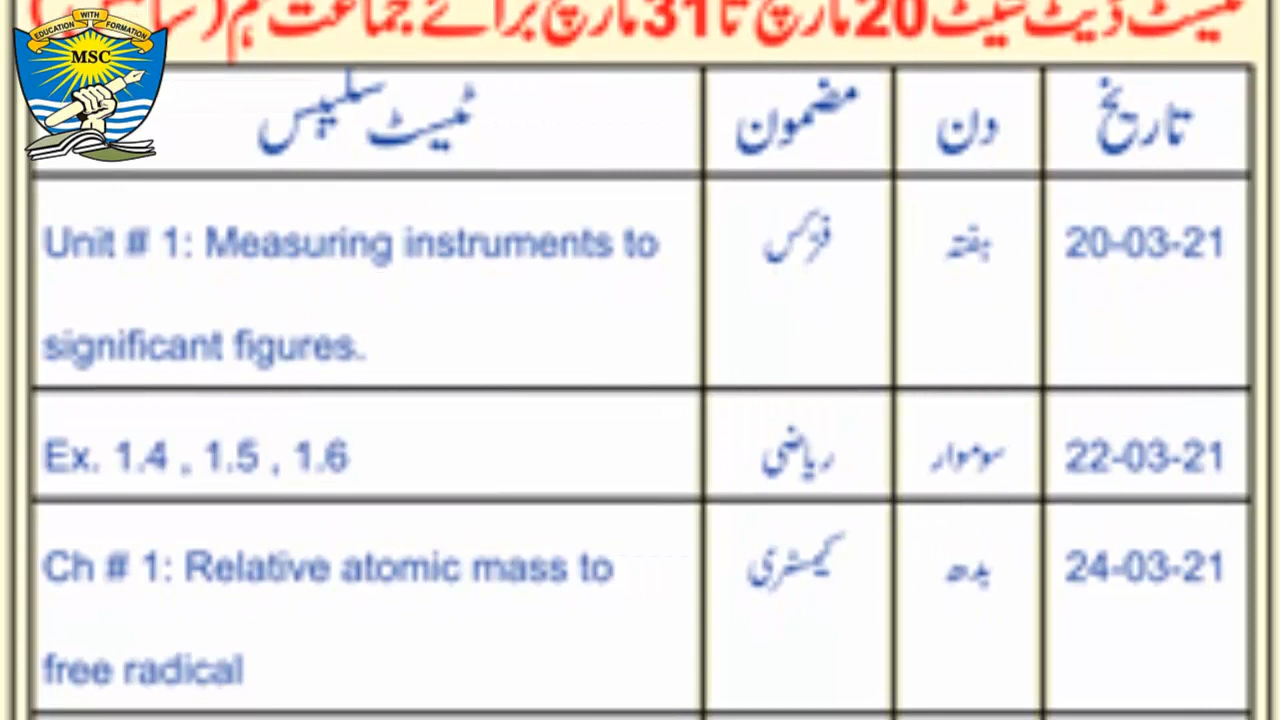 ٹیسٹ ڈیٹ شیٹ 20 مارچ تا 31 مارچ برائے جماعت نہم (سائنس)
EDUCATION WITH FORMATION
MSC
تاریخ دن مضمون ٹیسٹ سلیبس
20-03-21 ہفتہ فزکس Unit # 1: Measuring instruments to
significant figures.
22-03-21 سوموار ریاضی Ex. 1.4 , 1.5 , 1.6
24-03-21 بدھ کیمسٹری Ch # 1: Relative atomic mass to
free radical